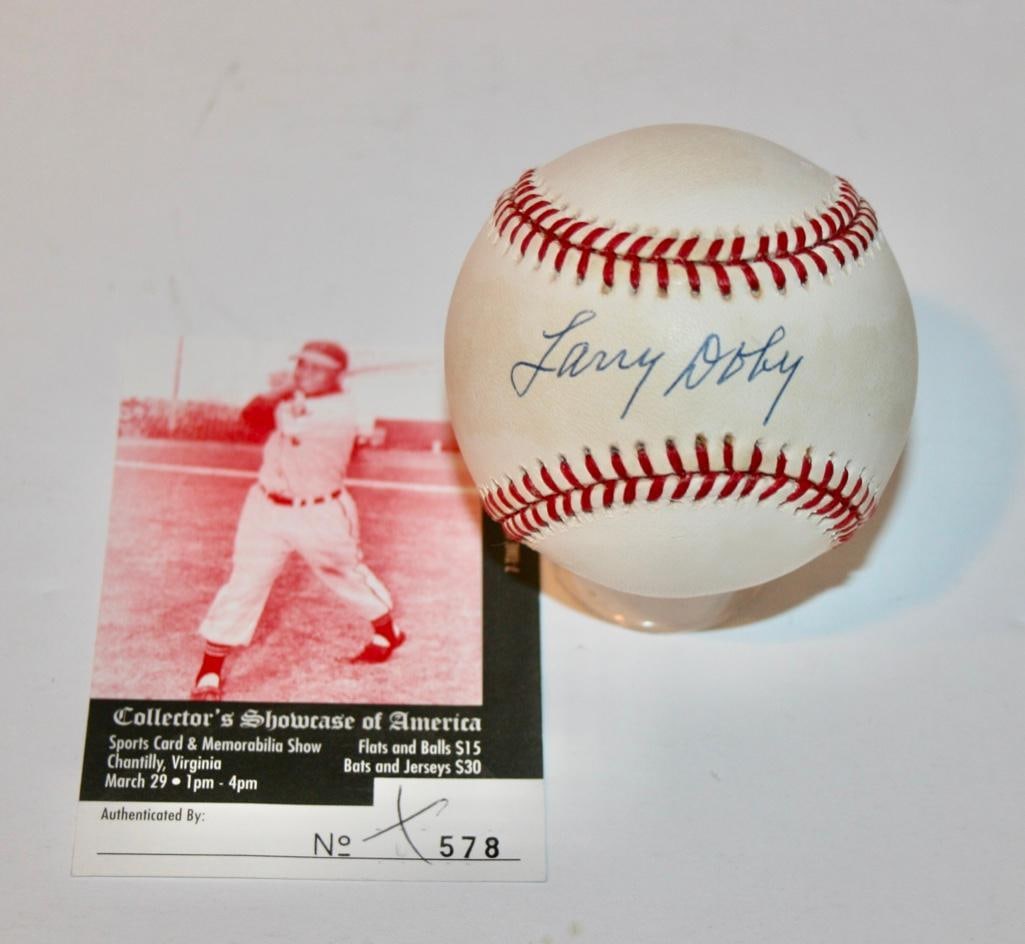 Larry Doby
Collector's Showcase of America
Sports Card & Memorabilia Show Flats and Balls $15
Chantilly, Virginia Bats and Jerseys $30
March 29 • 1pm - 4pm
Authenticated By:
Nº 578